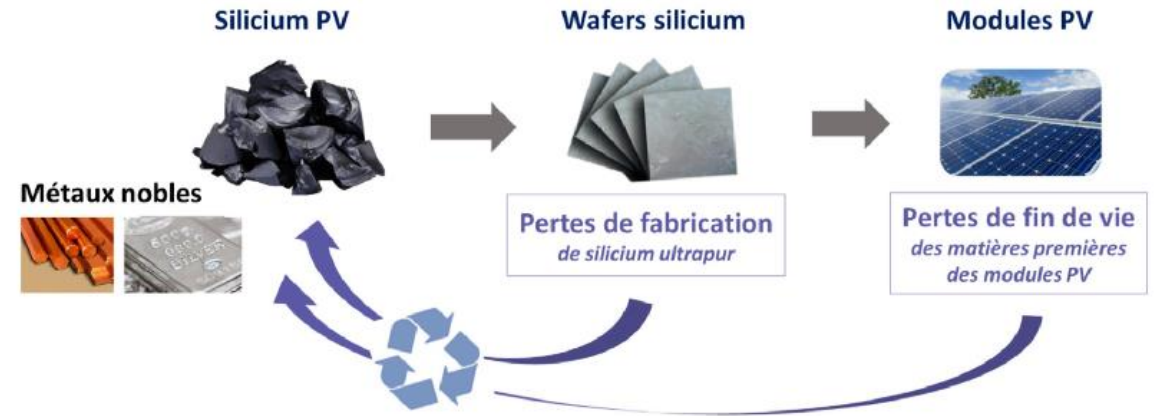 Silicium PV
Wafers silicium
Modules PV
Métaux nobles
SILVER
Pertes de fabrication
de silicium ultrapur
Pertes de fin de vie
des matières premières
des modules PV